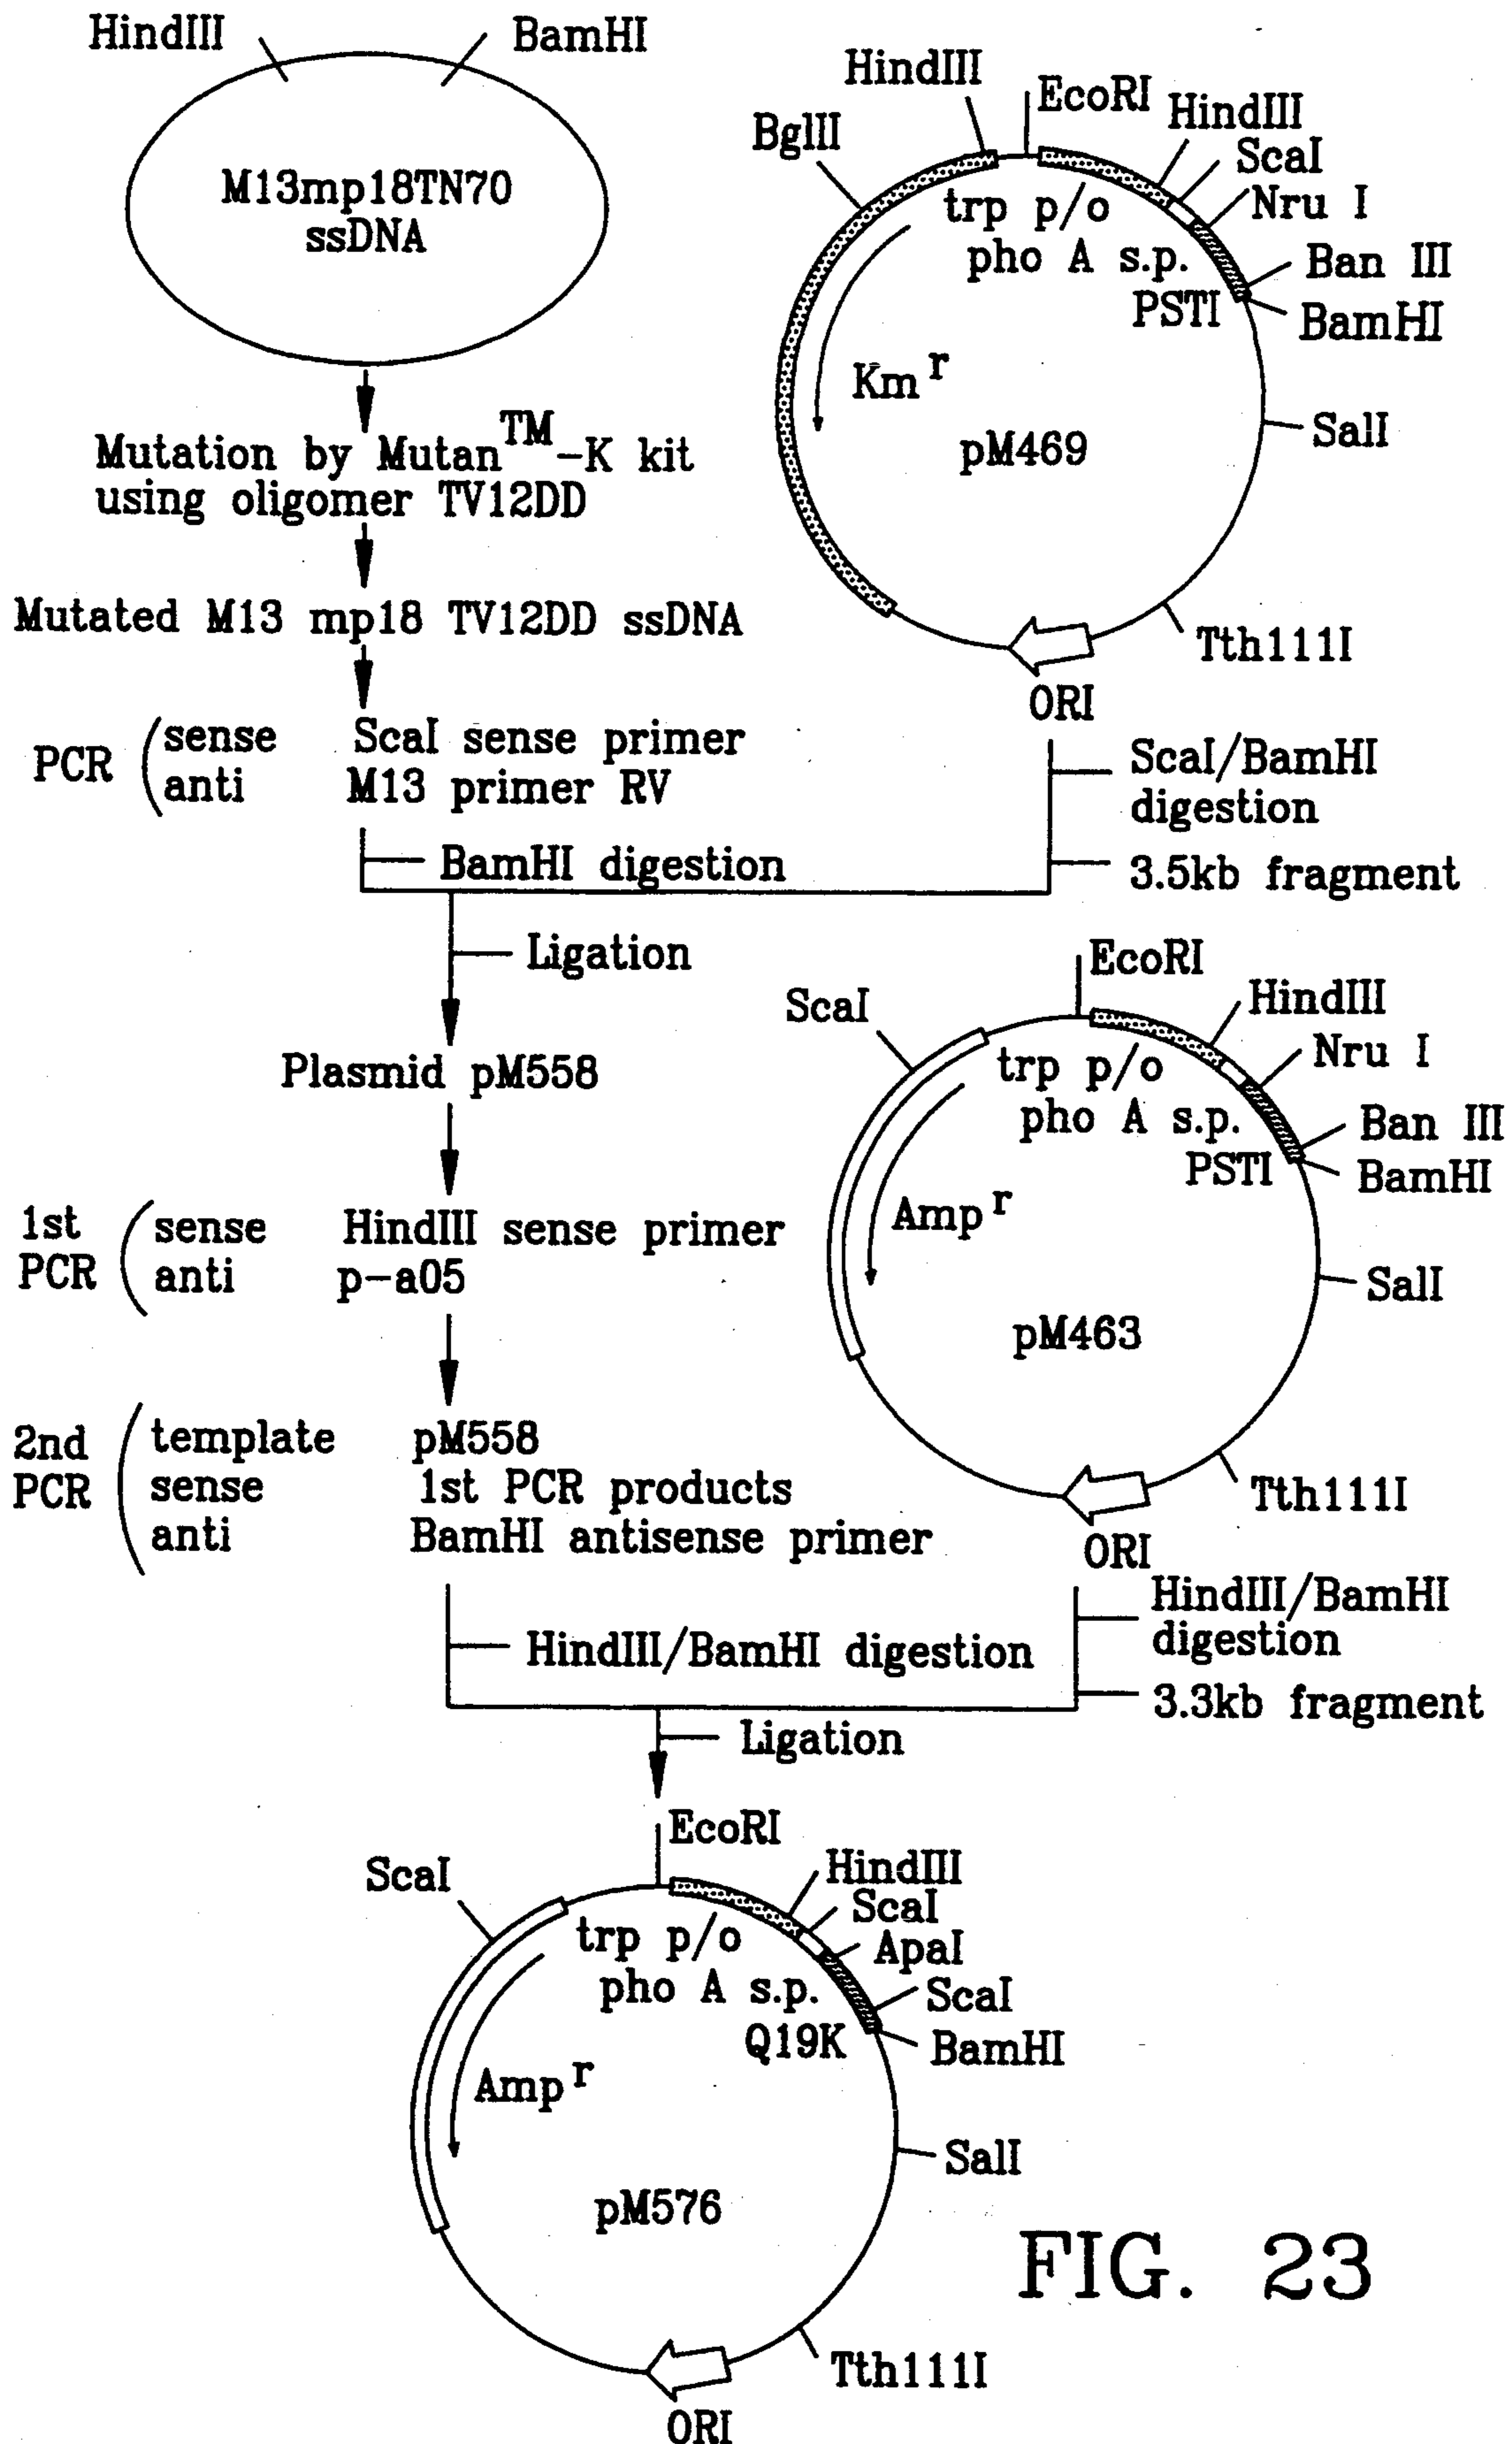 HindIII
BamHI
M13mp18TN70
ssDNA
Mutation by Mutan™-K kit
using oligomer TV12DD
Mutated M13 mp18 TV12DD ssDNA
PCR
sense ScaI sense primer
anti M13 primer RV
BamHI digestion
HindIII
EcoRI
BglII
HindIII
ScaI
Nru I
Ban III
BamHI
trp p/o
pho A s.p.
PSTI
Km r
pM469
SalI
Tth111I
ORI
ScaI/BamHI
digestion
3.5kb fragment
Ligation
Plasmid pM558
1st
PCR
sense HindIII sense primer
anti p-a05
2nd
PCR
template pM558
sense 1st PCR products
anti BamHI antisense primer
HindIII/BamHI digestion
EcoRI
ScaI
HindIII
Nru I
Ban III
BamHI
trp p/o
pho A s.p.
PSTI
Amp r
pM463
SalI
Tth111I
ORI
HindIII/BamHI
digestion
3.3kb fragment
Ligation
EcoRI
ScaI
HindIII
ScaI
ApaI
ScaI
BamHI
trp p/o
pho A s.p.
Q19K
Amp r
pM576
SalI
Tth111I
ORI
FIG. 23